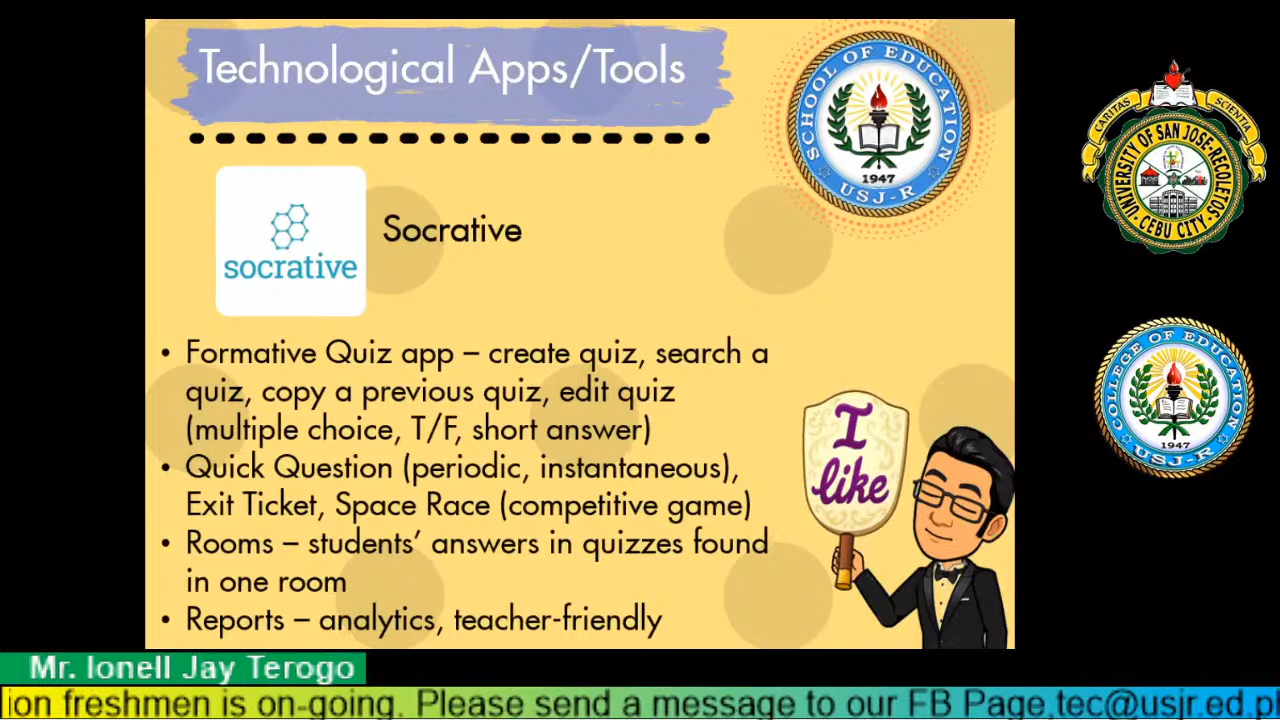 Technological Apps/Tools
SCHOOL OF EDUCATION
1947
USJ-R
socrative
Socrative
• Formative Quiz app – create quiz, search a
quiz, copy a previous quiz, edit quiz
(multiple choice, T/F, short answer)
• Quick Question (periodic, instantaneous),
Exit Ticket, Space Race (competitive game)
• Rooms – students’ answers in quizzes found
in one room
• Reports – analytics, teacher-friendly
I
like
CARITAS
SCIENTIA
UNIVERSITY OF SAN JOSE-RECOLETOS
CEBU CITY
COLLEGE OF EDUCATION
1947
USJ-R
Mr. Ionell Jay Terogo
ion freshmen is on-going. Please send a message to our FB Page,tec@usjr.ed.p